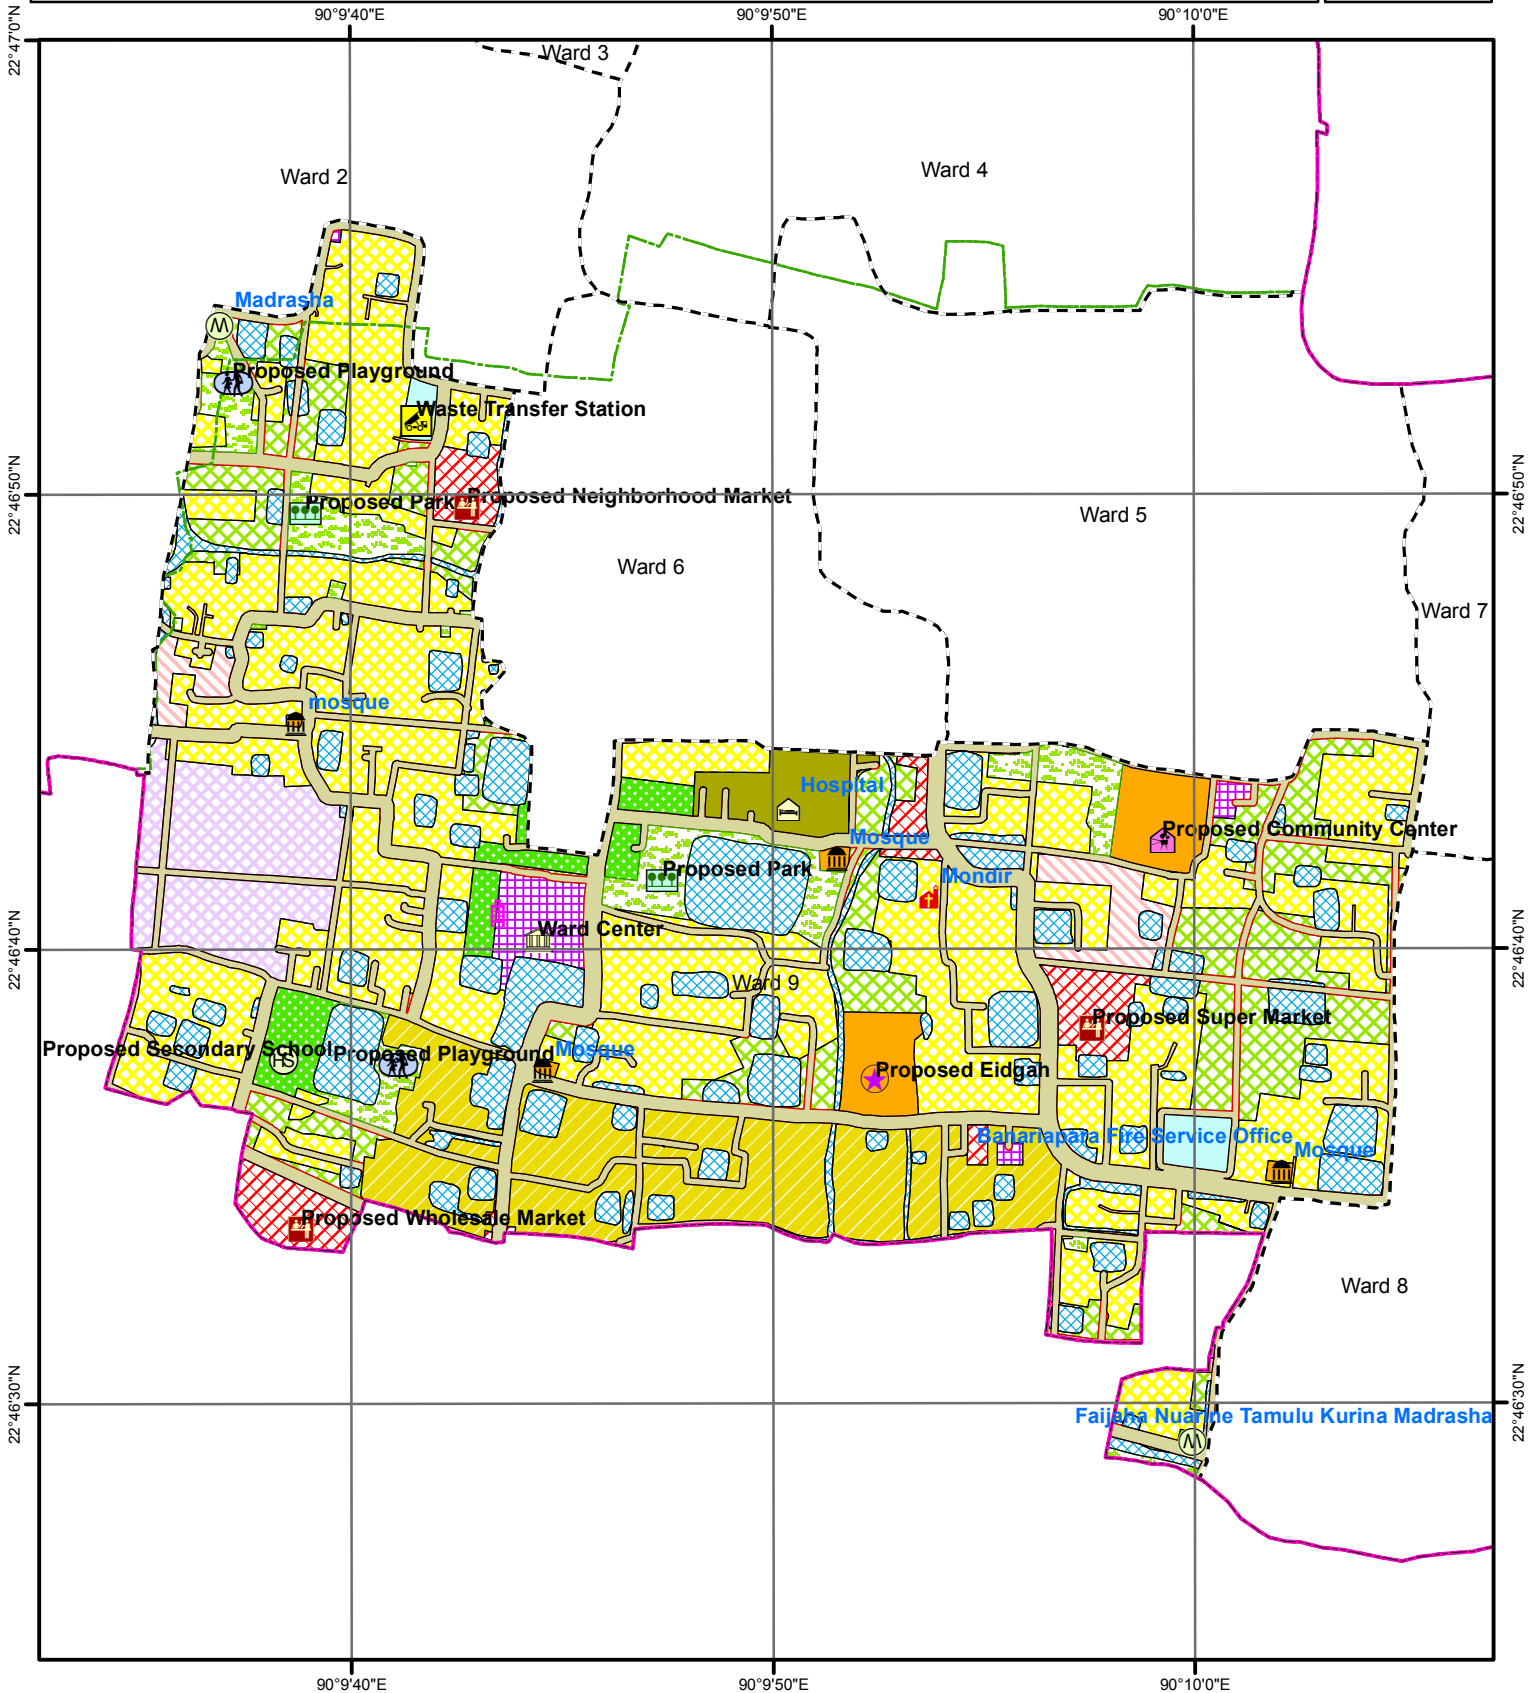 90°9'40"E
90°9'50"E
90°10'0"E
22°47'0"N
22°47'0"N
Ward 3
Ward 2
Ward 4
Madrasha
Proposed Playground
Waste Transfer Station
22°46'50"N
Proposed Park
Proposed Neighborhood Market
22°46'50"N
Ward 5
Ward 6
Ward 7
mosque
Hospital
Mosque
Proposed Community Center
Proposed Park
Mondir
Ward Center
22°46'40"N
22°46'40"N
Ward 9
Proposed Super Market
Proposed Secondary School
HS
Proposed Playground
Mosque
Proposed Eidgah
Banariapara Fire Service Office
Mosque
Proposed Wholesale Market
Ward 8
22°46'30"N
22°46'30"N
Faijaha Nuarine Tamulu Kurina Madrasha
90°9'40"E
90°9'50"E
90°10'0"E